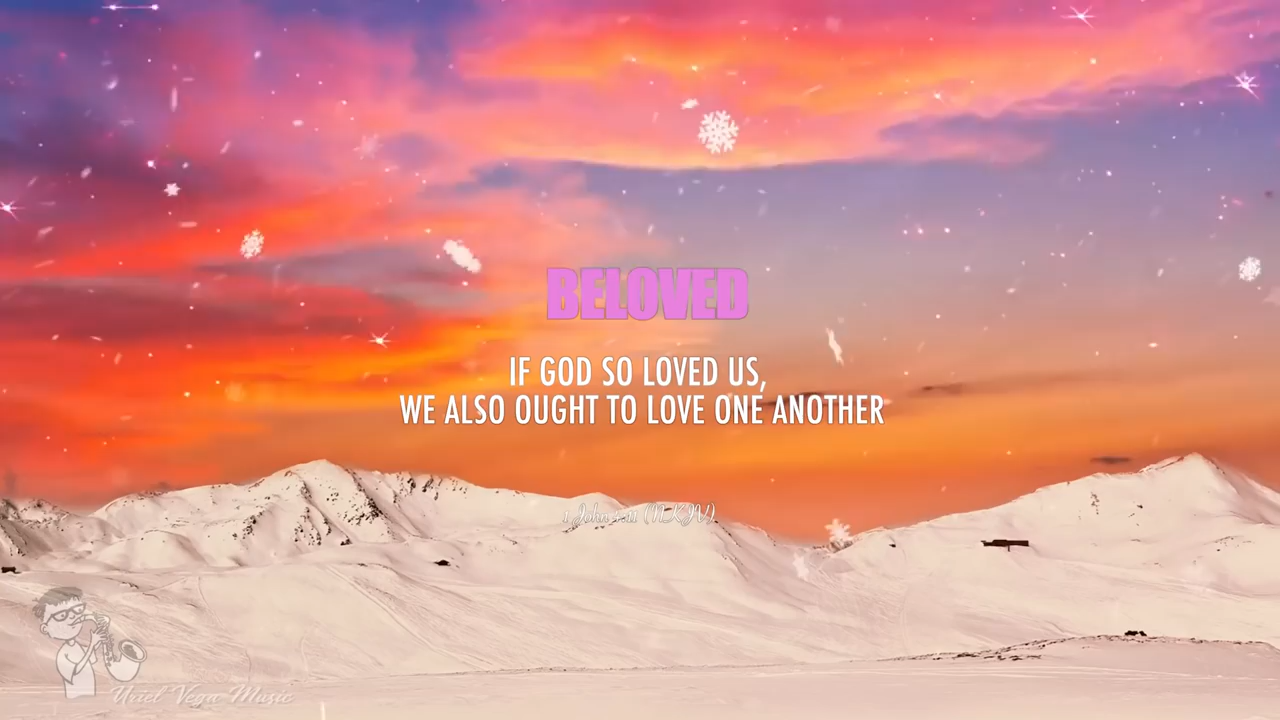 BELOVED
IF GOD SO LOVED US,
WE ALSO OUGHT TO LOVE ONE ANOTHER
1 John 4:11 (NKJV)
Uriel Vega Music